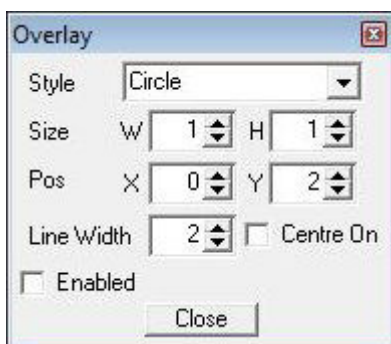 Overlay
Style Circle
Size W 1 H 1
Pos X 0 Y 2
Line Width 2 Centre On
Enabled
Close